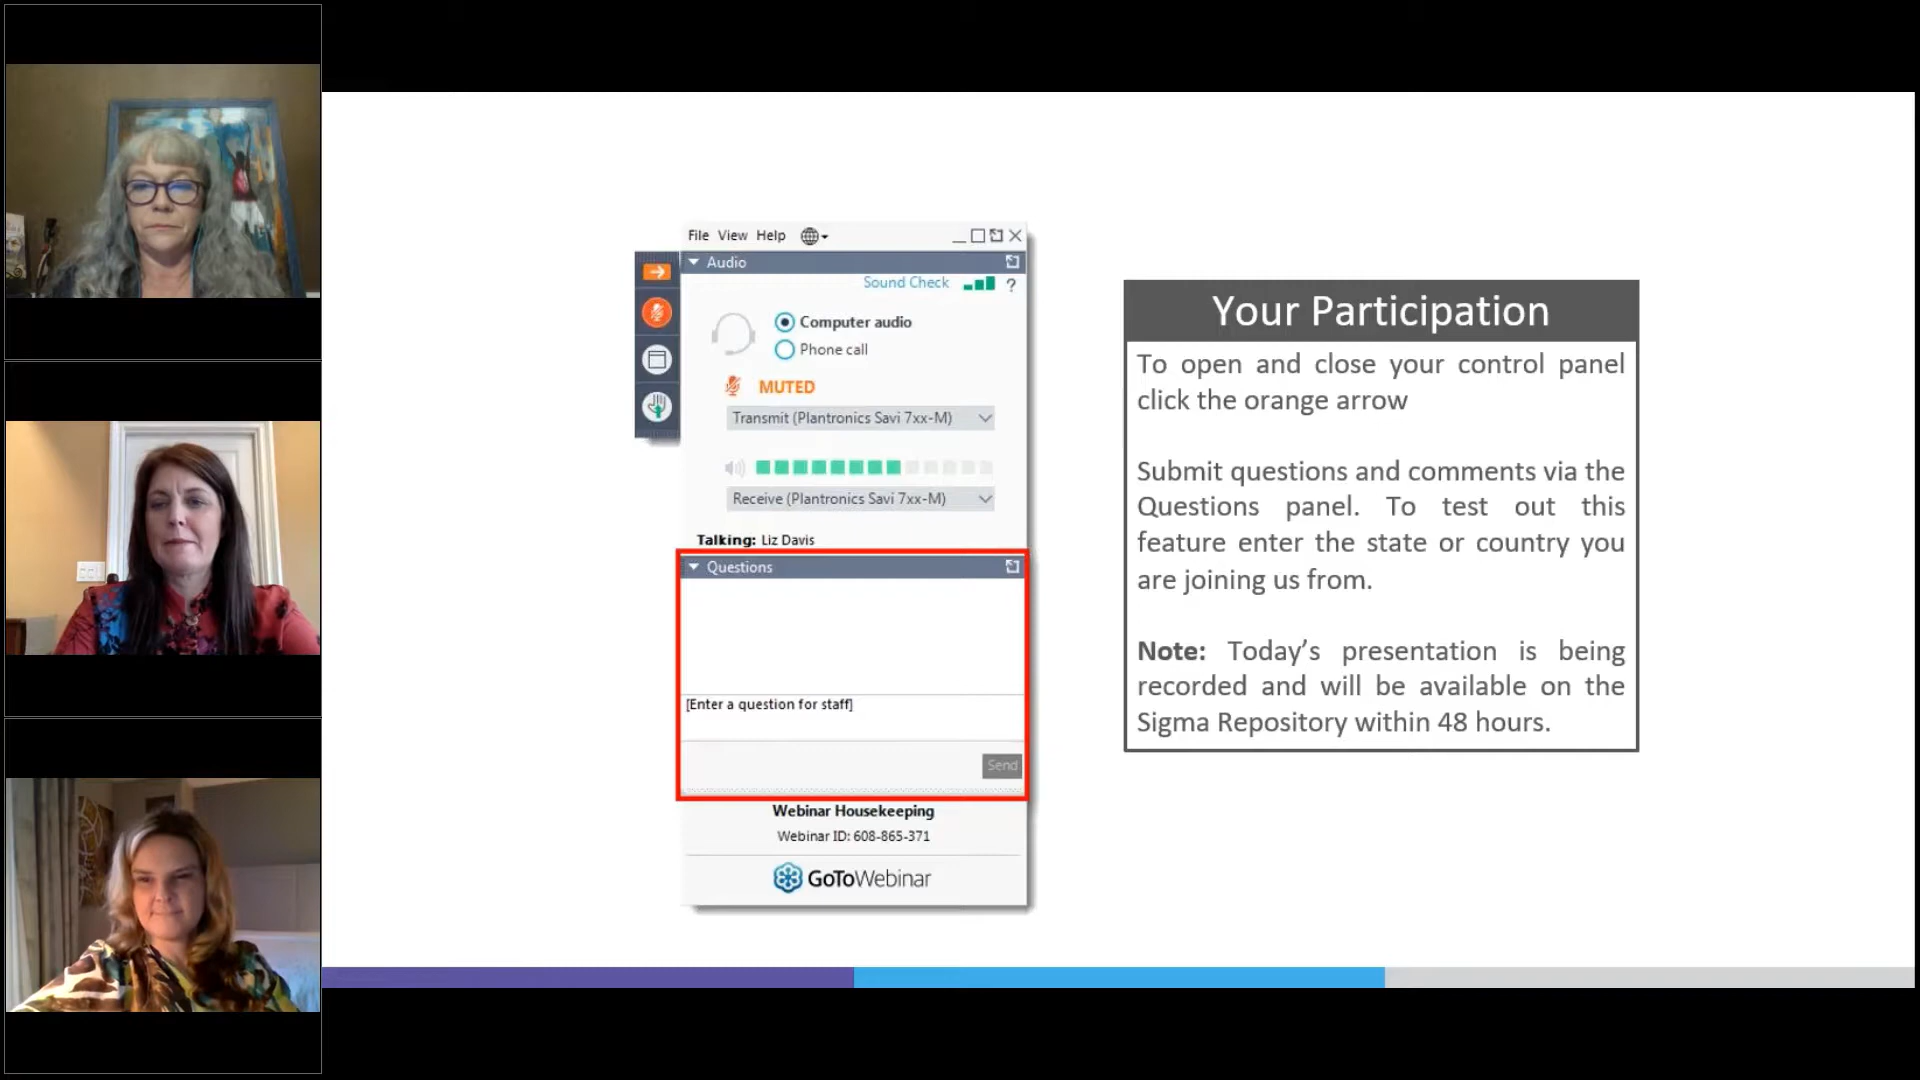 File View Help
Audio
Sound Check ?
Computer audio
Phone call
MUTED
Transmit (Plantronics Savi 7xx-M)
Receive (Plantronics Savi 7xx-M)
Talking: Liz Davis
Questions
[Enter a question for staff]
Send
Webinar Housekeeping
Webinar ID: 608-865-371
GoToWebinar
Your Participation
To open and close your control panel
click the orange arrow
Submit questions and comments via the
Questions panel. To test out this
feature enter the state or country you
are joining us from.
Note: Today’s presentation is being
recorded and will be available on the
Sigma Repository within 48 hours.